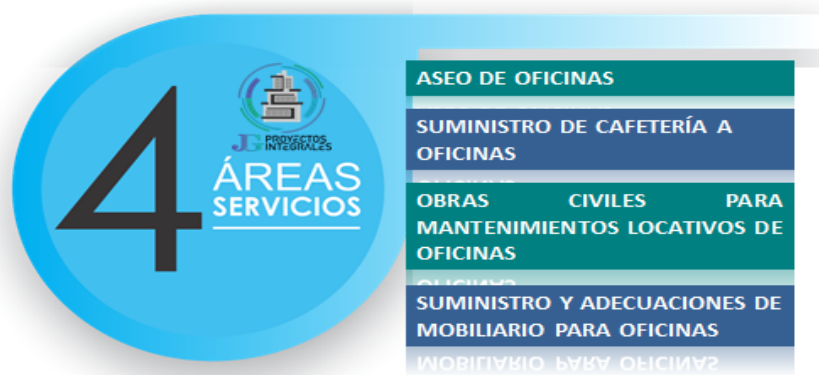 4
JG PROYECTOS
INTEGRALES
ÁREAS
SERVICIOS
ASEO DE OFICINAS
SUMINISTRO DE CAFETERÍA A
OFICINAS
OBRAS CIVILES PARA
MANTENIMIENTOS LOCATIVOS DE
OFICINAS
SUMINISTRO Y ADECUACIONES DE
MOBILIARIO PARA OFICINAS